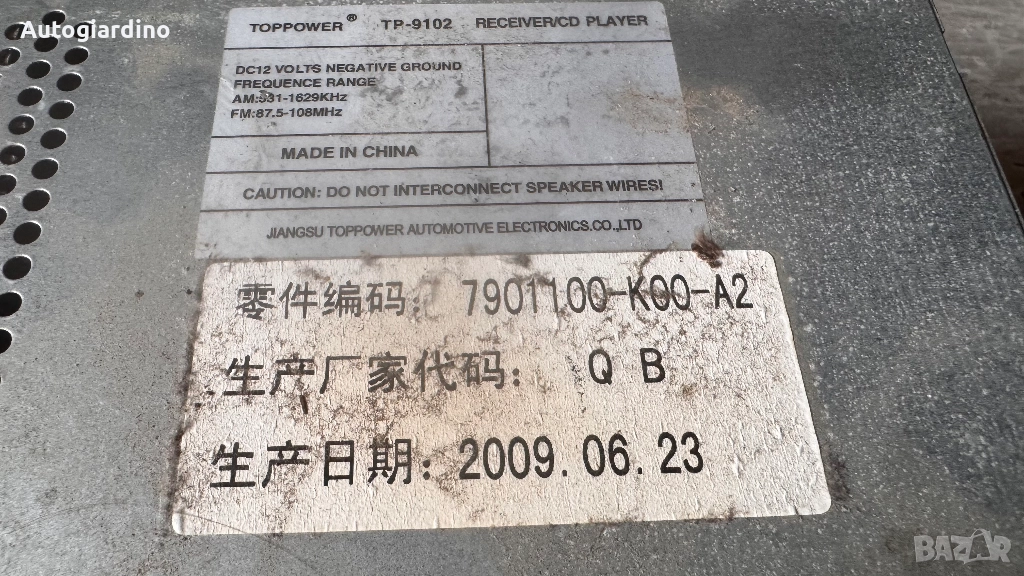 Autogiardino
TOPPOWER® TP-9102 RECEIVER/CD PLAYER
DC12 VOLTS NEGATIVE GROUND
FREQUENCE RANGE
AM:531-1629KHz
FM:87.5-108MHz
MADE IN CHINA
CAUTION: DO NOT INTERCONNECT SPEAKER WIRES!
JIANGSU TOPPOWER AUTOMOTIVE ELECTRONICS.CO.,LTD
零件编码: 7901100-K00-A2
生产厂家代码: Q B
生产日期: 2009.06.23
BAZAR